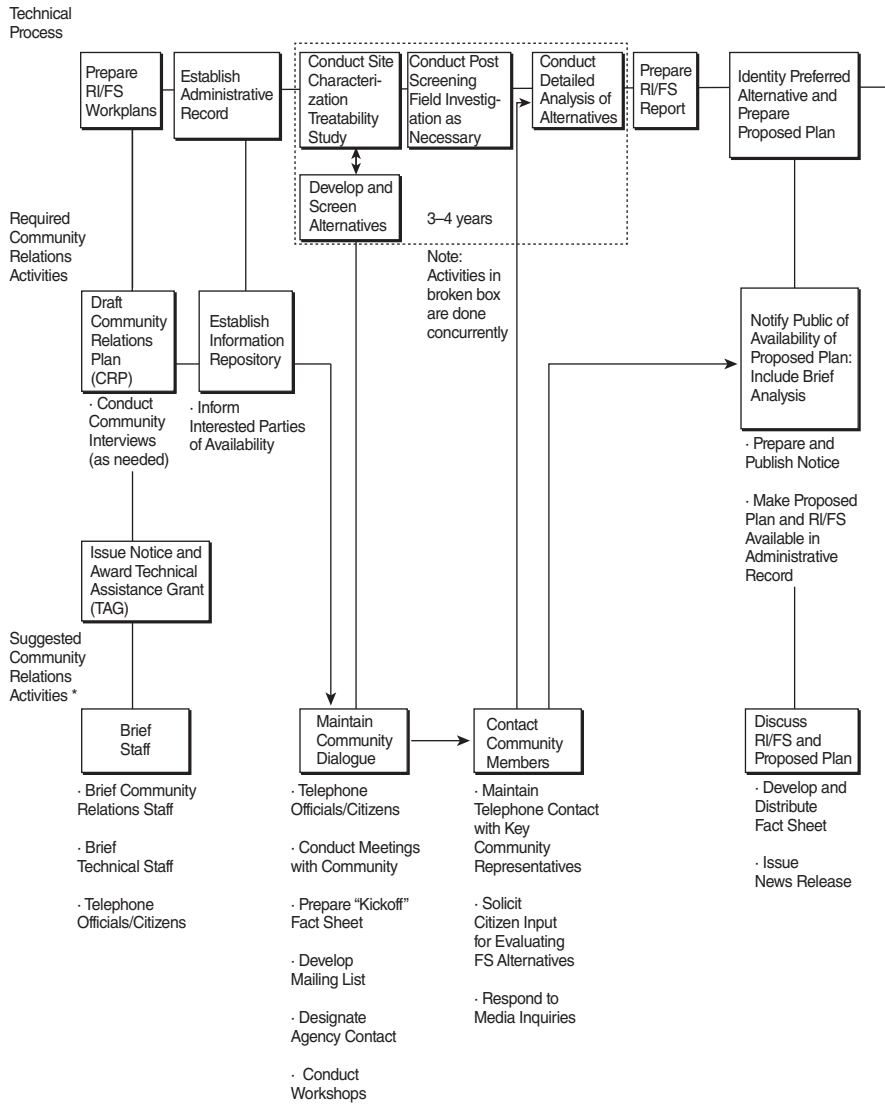 Technical
Process
Prepare
RI/FS
Workplans
Establish
Administrative
Record
Conduct Site
Characteri-
zation
Treatability
Study
Conduct Post
Screening
Field Investig-
ation as
Necessary
Conduct
Detailed
Analysis of
Alternatives
Prepare
RI/FS
Report
Identity Preferred
Alternative and
Prepare
Proposed Plan
Develop and
Screen
Alternatives
3–4 years
Note:
Activities in
broken box
are done
concurrently
Required
Community
Relations
Activities
Draft
Community
Relations
Plan
(CRP)
· Conduct
Community
Interviews
(as needed)
Establish
Information
Repository
· Inform
Interested Parties
of Availability
Notify Public of
Availability of
Proposed Plan:
Include Brief
Analysis
· Prepare and
Publish Notice
· Make Proposed
Plan and RI/FS
Available in
Administrative
Record
Issue Notice and
Award Technical
Assistance Grant
(TAG)
Suggested
Community
Relations
Activities *
Brief
Staff
· Brief Community
Relations Staff
· Brief
Technical Staff
· Telephone
Officials/Citizens
Maintain
Community
Dialogue
· Telephone
Officials/Citizens
· Conduct Meetings
with Community
· Prepare “Kickoff”
Fact Sheet
· Develop
Mailing List
· Designate
Agency Contact
· Conduct
Workshops
Contact
Community
Members
· Maintain
Telephone Contact
with Key
Community
Representatives
· Solicit
Citizen Input
for Evaluating
FS Alternatives
· Respond to
Media Inquiries
Discuss
RI/FS and
Proposed Plan
· Develop and
Distribute
Fact Sheet
· Issue
News Release